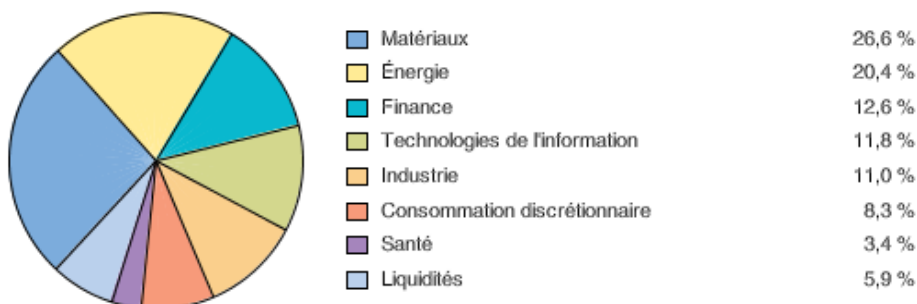 Matériaux 26,6 %
Énergie 20,4 %
Finance 12,6 %
Technologies de l'information 11,8 %
Industrie 11,0 %
Consommation discrétionnaire 8,3 %
Santé 3,4 %
Liquidités 5,9 %